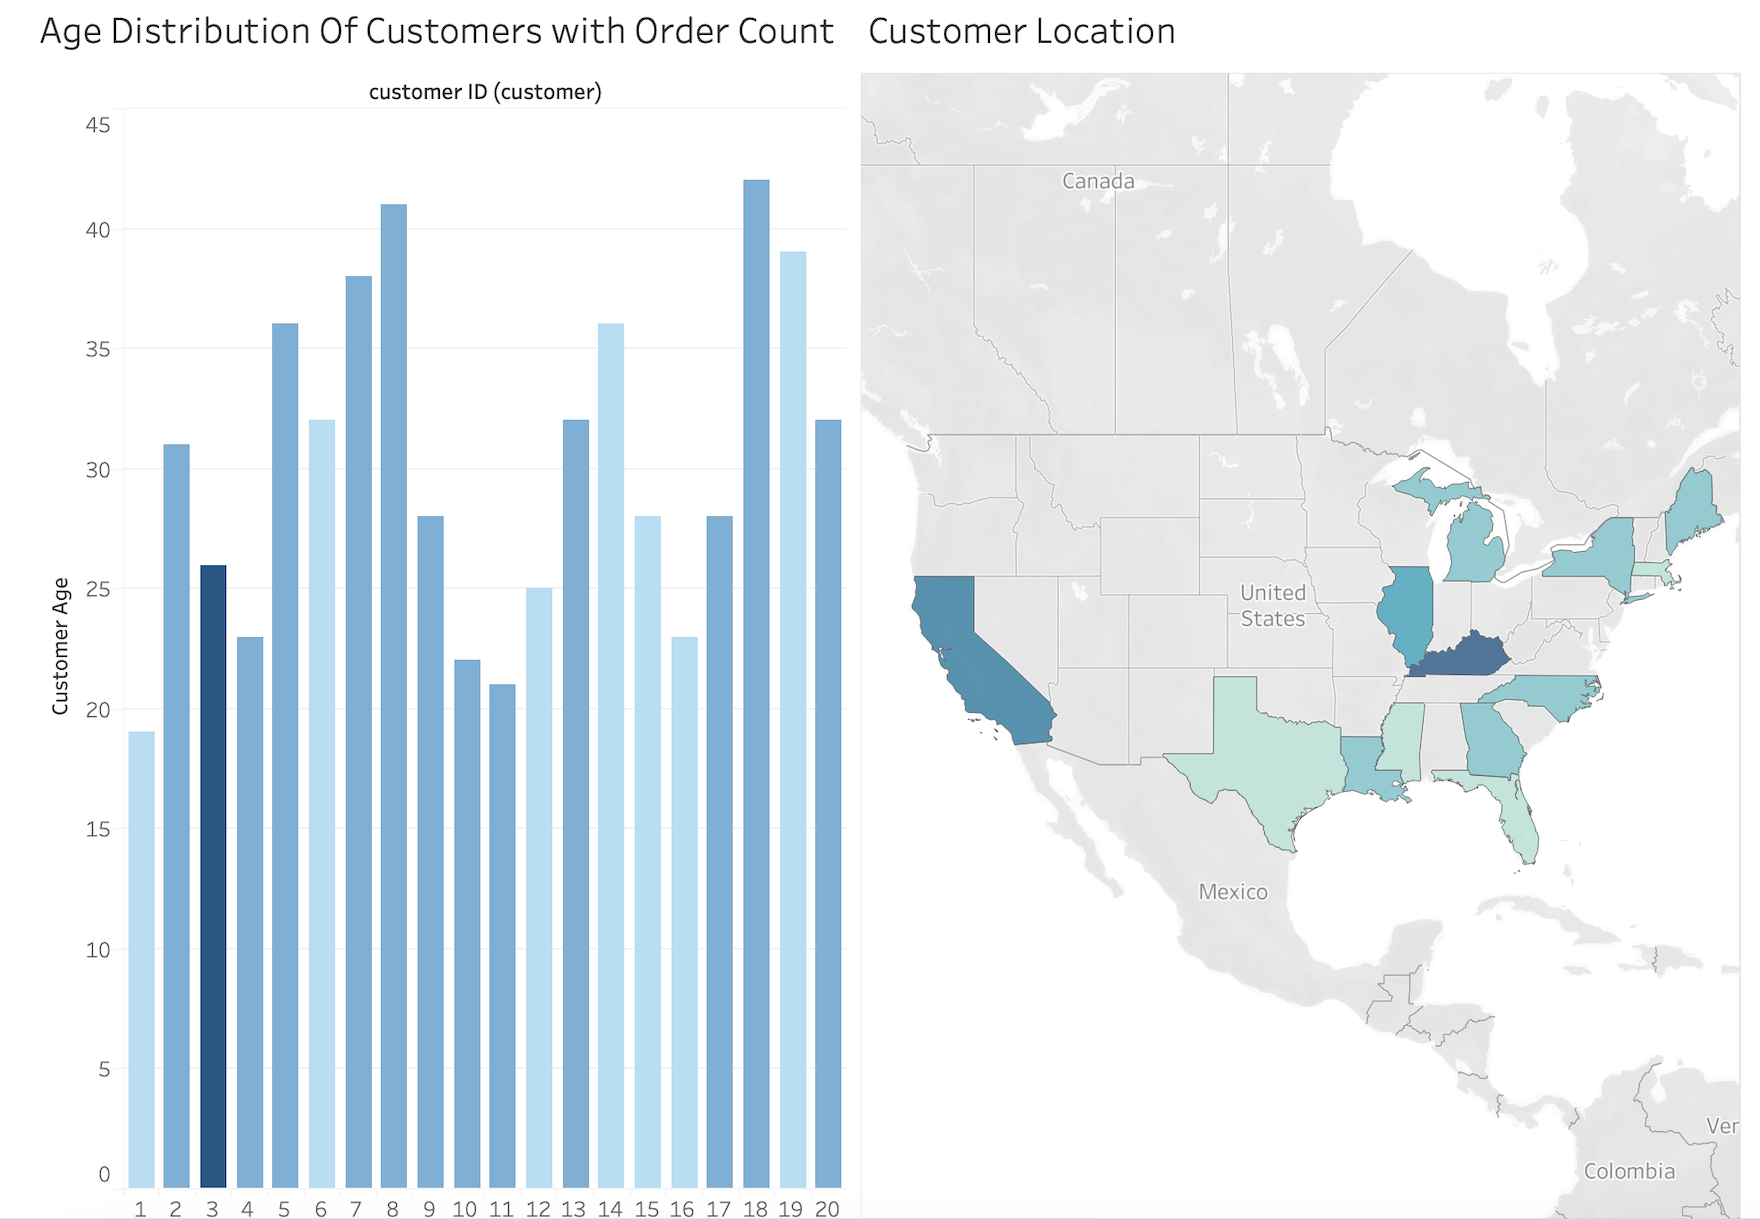 Age Distribution Of Customers with Order Count
customer ID (customer)
45
40
35
30
25
20
15
10
5
0
Customer Age
1 2 3 4 5 6 7 8 9 10 11 12 13 14 15 16 17 18 19 20
Customer Location
Canada
United
States
Mexico
Ver
Colombia